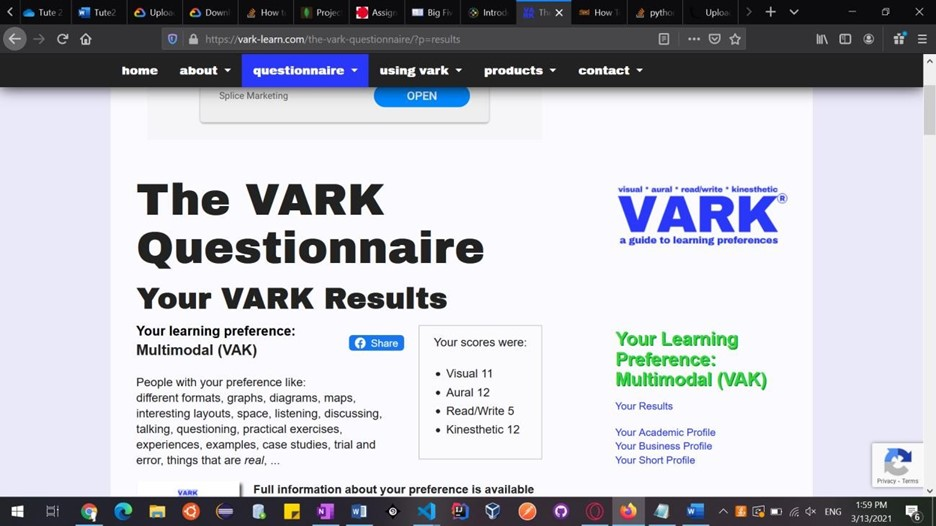 Tute 2
Tute2
Uploa
Downl
How to
Project
Assign
Big Fle
Introd
The
How T
pytho
Uploa
https://vark-learn.com/the-vark-questionnaire/?p=results
home about questionnaire using vark products contact
Splice Marketing OPEN
The VARK
Questionnaire
Your VARK Results
Your learning preference:
Multimodal (VAK)
Share
People with your preference like:
different formats, graphs, diagrams, maps,
interesting layouts, space, listening, discussing,
talking, questioning, practical exercises,
experiences, examples, case studies, trial and
error, things that are real, ...
Your scores were:
• Visual 11
• Aural 12
• Read/Write 5
• Kinesthetic 12
VARK
Full information about your preference is available
visual * aural * read/write * kinesthetic
VARK®
a guide to learning preferences
Your Learning
Preference:
Multimodal (VAK)
Your Results
Your Academic Profile
Your Business Profile
Your Short Profile
Privacy - Terms
ENG
1:59 PM
3/13/2021
6